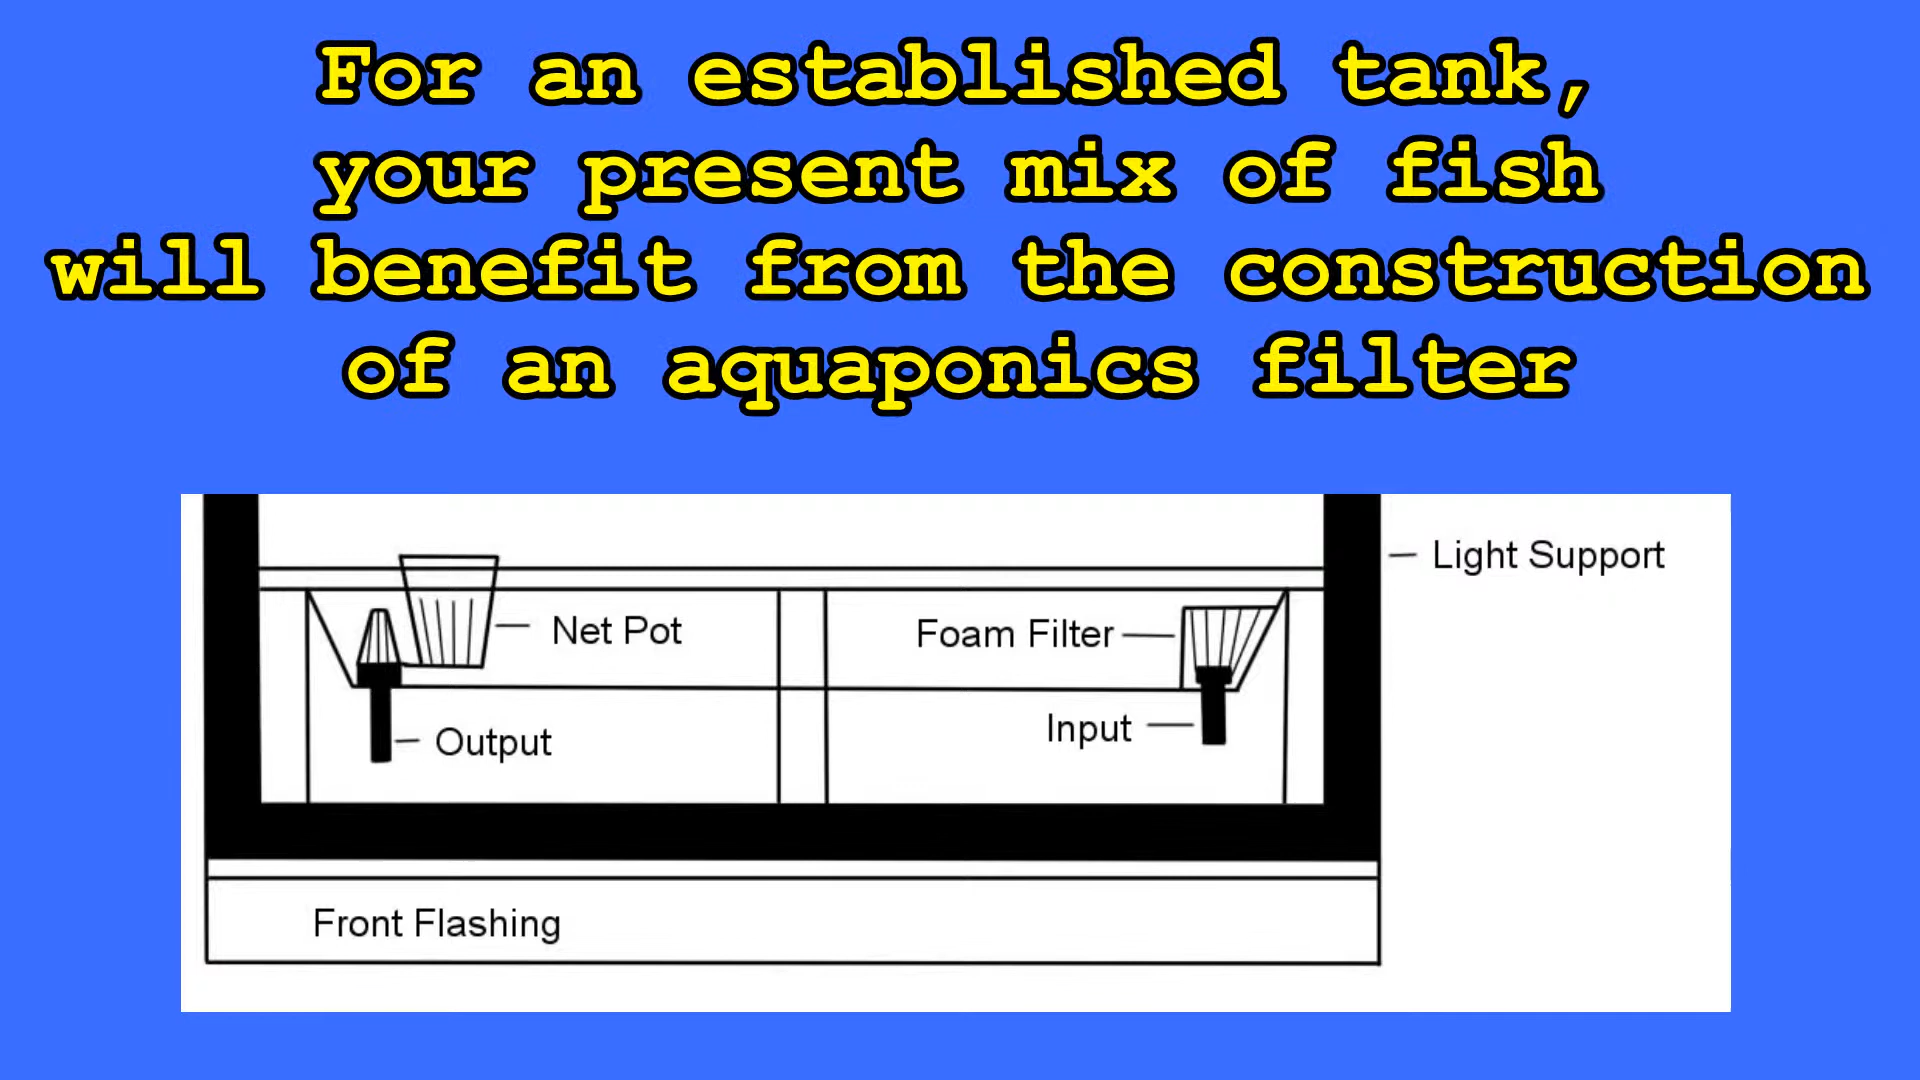 For an established tank,
your present mix of fish
will benefit from the construction
of an aquaponics filter
Light Support
Net Pot
Foam Filter
Input
Output
Front Flashing